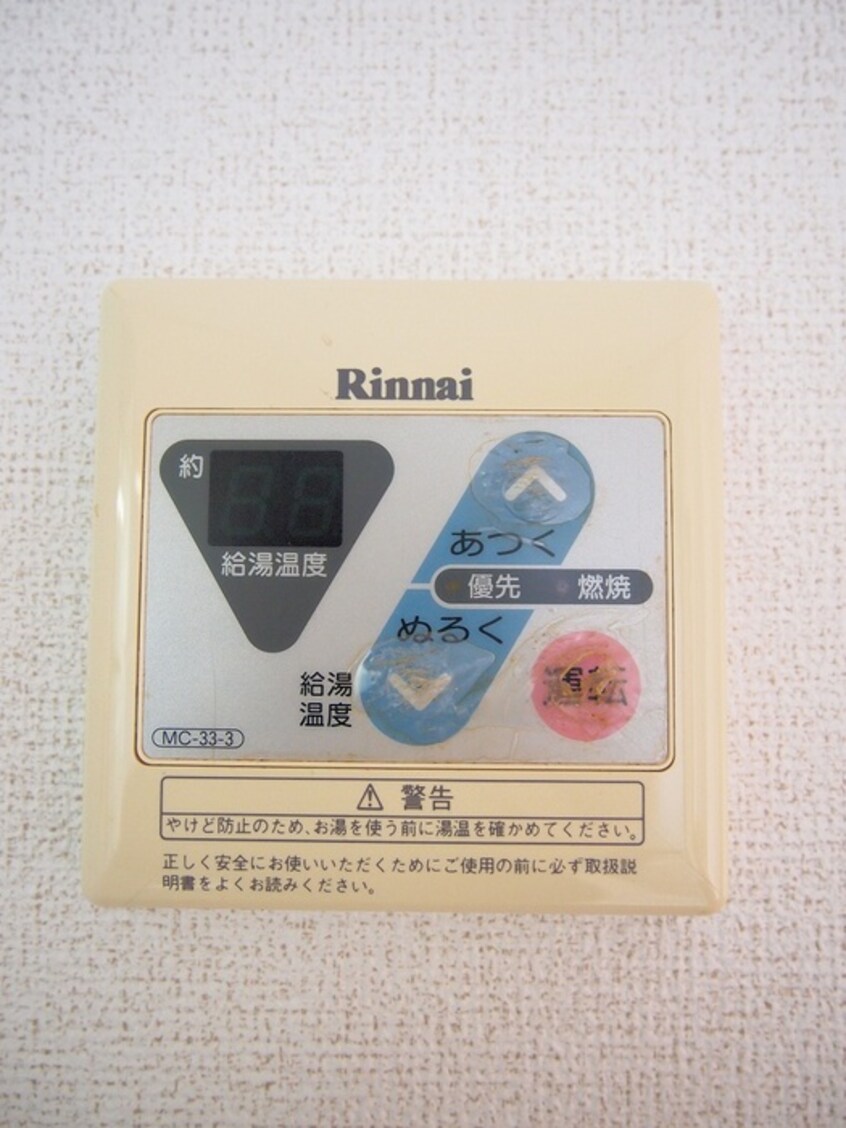 Rinnai
約
給湯温度
あつく
優先 燃焼
ぬるく
給湯
温度
運転
MC-33-3
⚠ 警告
やけど防止のため、お湯を使う前に湯温を確かめてください。
正しく安全にお使いいただくためにご使用の前に必ず取扱説
明書をよくお読みください。